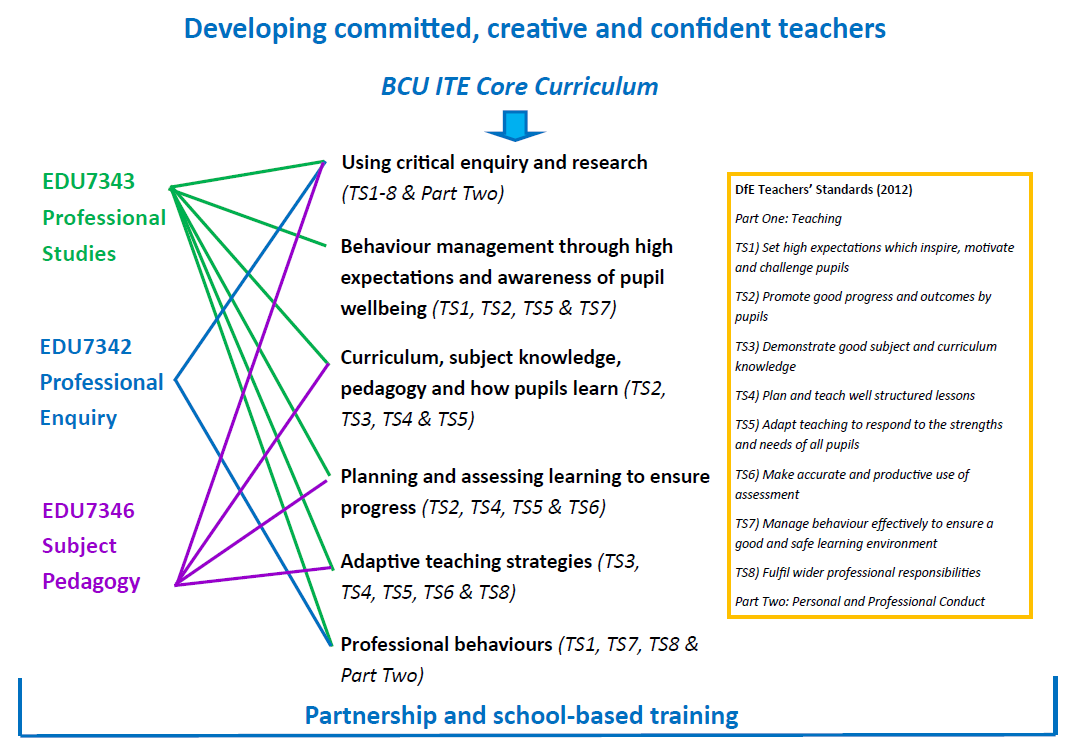 Developing committed, creative and confident teachers
BCU ITE Core Curriculum
EDU7343
Professional
Studies
EDU7342
Professional
Enquiry
EDU7346
Subject
Pedagogy
Using critical enquiry and research
(TS1-8 & Part Two)
Behaviour management through high
expectations and awareness of pupil
wellbeing (TS1, TS2, TS5 & TS7)
Curriculum, subject knowledge,
pedagogy and how pupils learn (TS2,
TS3, TS4 & TS5)
Planning and assessing learning to ensure
progress (TS2, TS4, TS5 & TS6)
Adaptive teaching strategies (TS3,
TS4, TS5, TS6 & TS8)
Professional behaviours (TS1, TS7, TS8 &
Part Two)
DfE Teachers’ Standards (2012)
Part One: Teaching
TS1) Set high expectations which inspire, motivate
and challenge pupils
TS2) Promote good progress and outcomes by
pupils
TS3) Demonstrate good subject and curriculum
knowledge
TS4) Plan and teach well structured lessons
TS5) Adapt teaching to respond to the strengths
and needs of all pupils
TS6) Make accurate and productive use of
assessment
TS7) Manage behaviour effectively to ensure a
good and safe learning environment
TS8) Fulfil wider professional responsibilities
Part Two: Personal and Professional Conduct
Partnership and school-based training